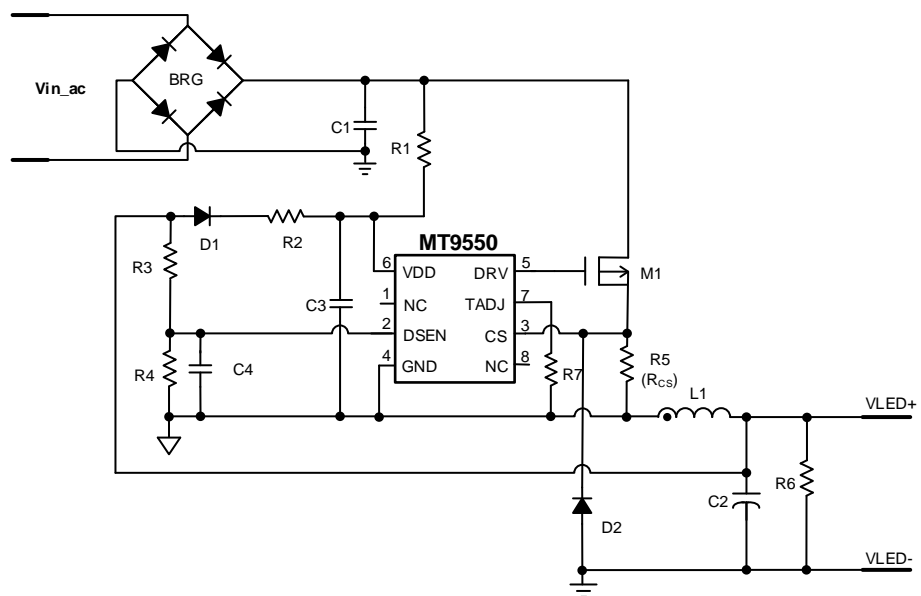 Vin_ac
BRG
C1
R1
D1
R2
MT9550
R3
C3
6
VDD
DRV
5
M1
1
NC
TADJ
7
2
DSEN
CS
3
R4
C4
4
GND
NC
8
R7
R5
(RCS)
L1
VLED+
C2
R6
D2
VLED-